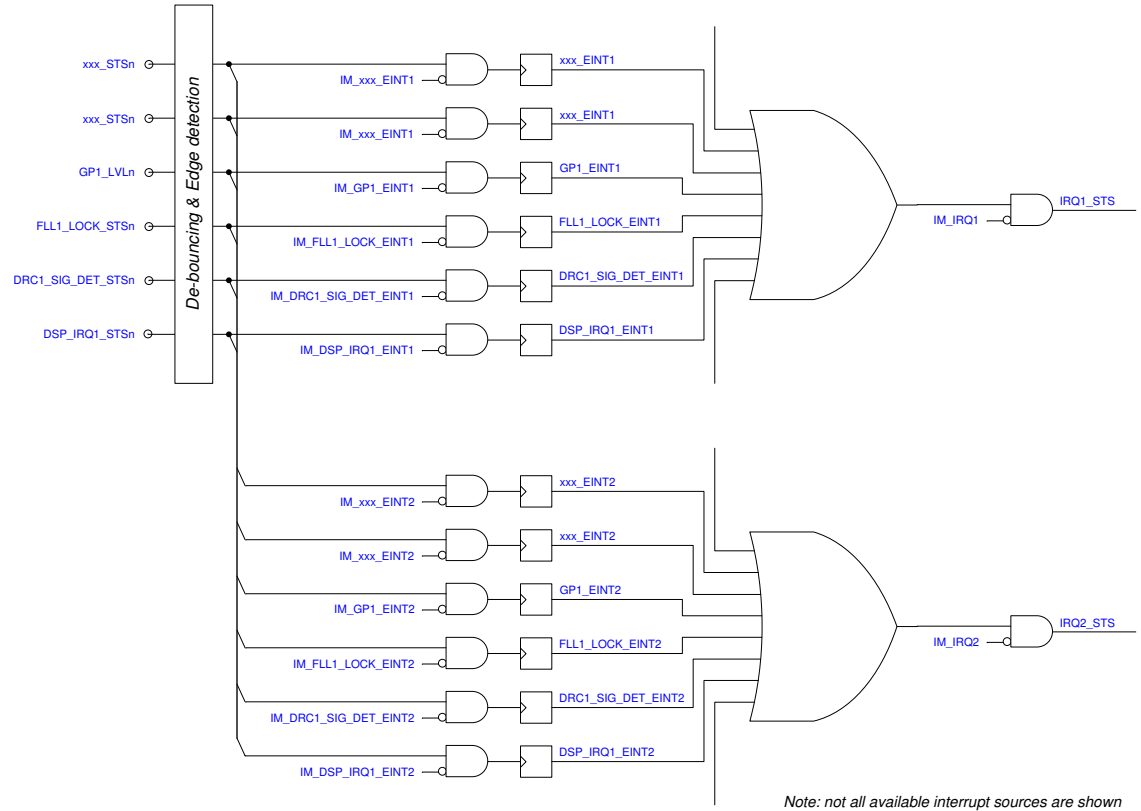 xxx_STSn
xxx_EINT1
IM_xxx_EINT1
xxx_STSn
xxx_EINT1
IM_xxx_EINT1
GP1_LVLn
GP1_EINT1
IM_GP1_EINT1
FLL1_LOCK_STSn
FLL1_LOCK_EINT1
IM_FLL1_LOCK_EINT1
DRC1_SIG_DET_STSn
DRC1_SIG_DET_EINT1
IM_DRC1_SIG_DET_EINT1
DSP_IRQ1_STSn
DSP_IRQ1_EINT1
IM_DSP_IRQ1_EINT1
De-bouncing & Edge detection
IM_IRQ1
IRQ1_STS
xxx_EINT2
IM_xxx_EINT2
xxx_EINT2
IM_xxx_EINT2
GP1_EINT2
IM_GP1_EINT2
FLL1_LOCK_EINT2
IM_FLL1_LOCK_EINT2
DRC1_SIG_DET_EINT2
IM_DRC1_SIG_DET_EINT2
DSP_IRQ1_EINT2
IM_DSP_IRQ1_EINT2
IM_IRQ2
IRQ2_STS
Note: not all available interrupt sources are shown